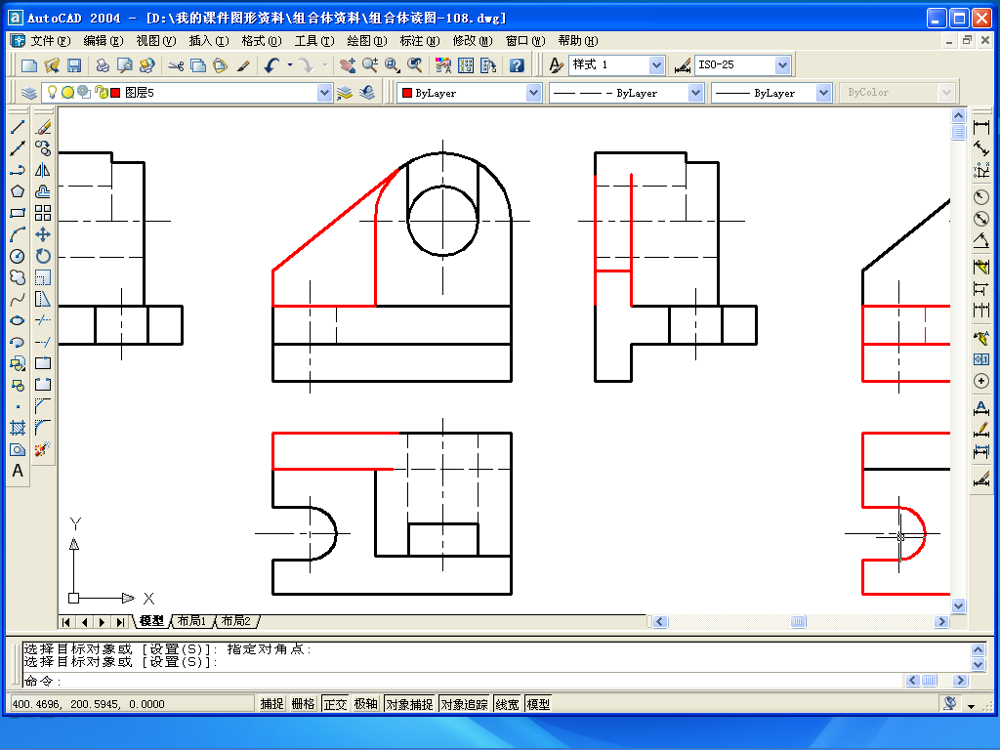 AutoCAD 2004 - [D:\我的课件图形资料\组合体资料\组合体读图-108.dwg]
文件(F) 编辑(E) 视图(V) 插入(I) 格式(O) 工具(T) 绘图(D) 标注(N) 修改(M) 窗口(W) 帮助(H)
样式 1 ISO-25
图层5 ByLayer ByLayer ByLayer ByColor
A
Y
X
模型 布局1 布局2
选择目标对象或 [设置(S)]: 指定对角点:
选择目标对象或 [设置(S)]:
命令:
400.4696, 200.5945, 0.0000 捕捉 栅格 正交 极轴 对象捕捉 对象追踪 线宽 模型